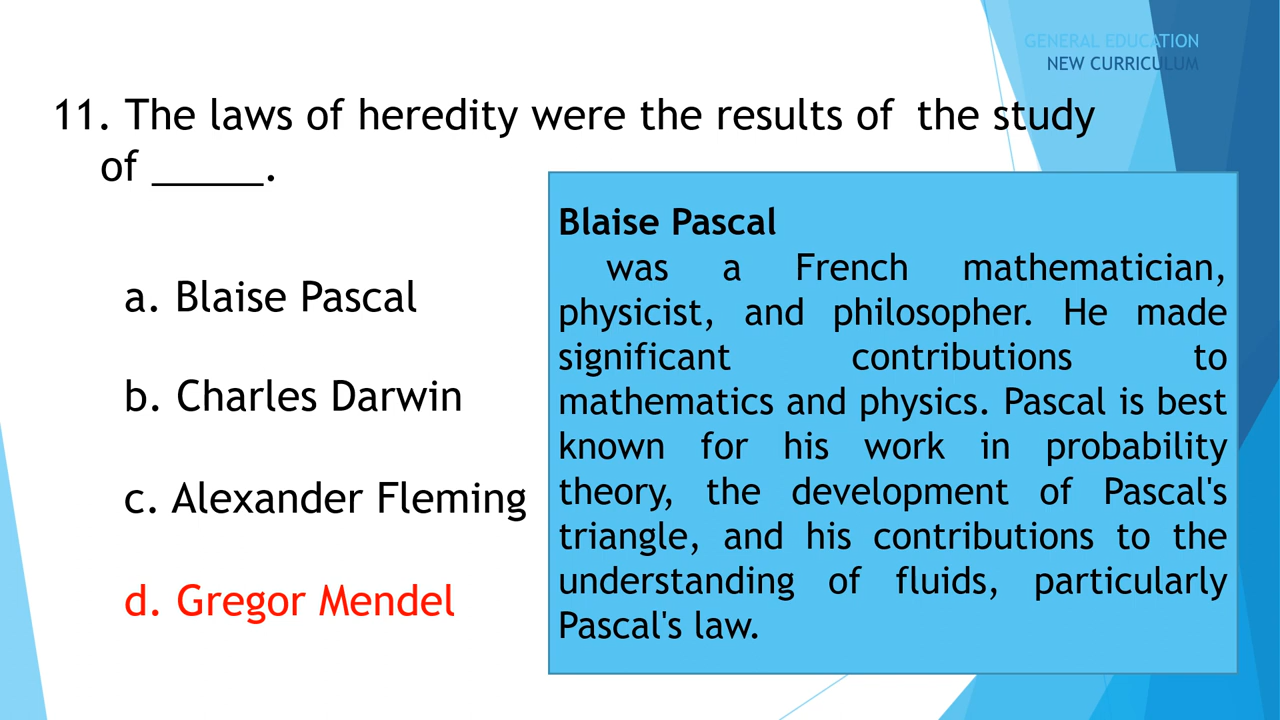 GENERAL EDUCATION
NEW CURRICULUM
11. The laws of heredity were the results of the study
of _____.
a. Blaise Pascal
b. Charles Darwin
c. Alexander Fleming
d. Gregor Mendel
Blaise Pascal
was a French mathematician,
physicist, and philosopher. He made
significant contributions to
mathematics and physics. Pascal is best
known for his work in probability
theory, the development of Pascal's
triangle, and his contributions to the
understanding of fluids, particularly
Pascal's law.